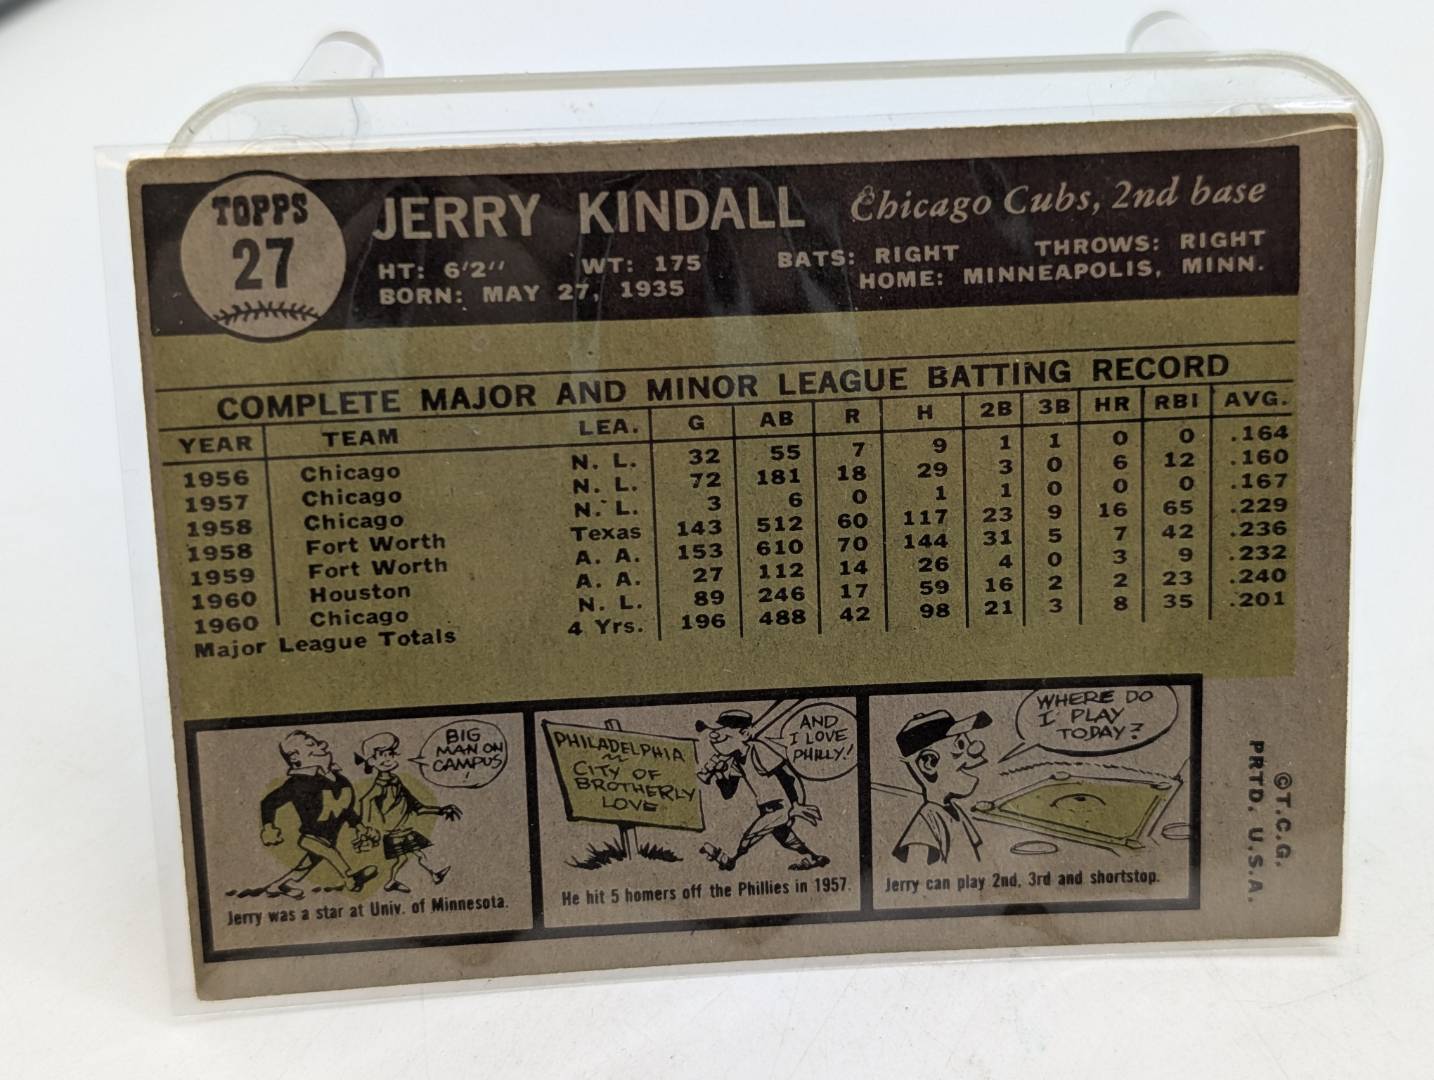 TOPPS
27
JERRY KINDALL Chicago Cubs, 2nd base
HT: 6'2" WT: 175 BATS: RIGHT THROWS: RIGHT
BORN: MAY 27, 1935 HOME: MINNEAPOLIS, MINN.
COMPLETE MAJOR AND MINOR LEAGUE BATTING RECORD
YEAR TEAM LEA. G AB R H 2B 3B HR RBI AVG.
1956 Chicago N. L. 32 55 7 9 1 1 0 0 .164
1957 Chicago N. L. 72 181 18 29 3 0 6 12 .160
1958 Chicago N. L. 3 6 0 1 1 0 0 0 .167
1958 Fort Worth Texas 143 512 60 117 23 9 16 65 .229
1959 Fort Worth A. A. 153 610 70 144 31 5 7 42 .236
1960 Houston A. A. 27 112 14 26 4 0 3 9 .232
1960 Chicago N. L. 89 246 17 59 16 2 2 23 .240
Major League Totals 4 Yrs. 196 488 42 98 21 3 8 35 .201
BIG
MAN ON
CAMPUS
!
M
Jerry was a star at Univ. of Minnesota.
PHILADELPHIA
~
CITY OF
BROTHERLY
LOVE
AND
I LOVE
PHILLY!
He hit 5 homers off the Phillies in 1957.
WHERE DO
I PLAY
TODAY?
Jerry can play 2nd, 3rd and shortstop.
©T.C.G.
PRTD. U.S.A.